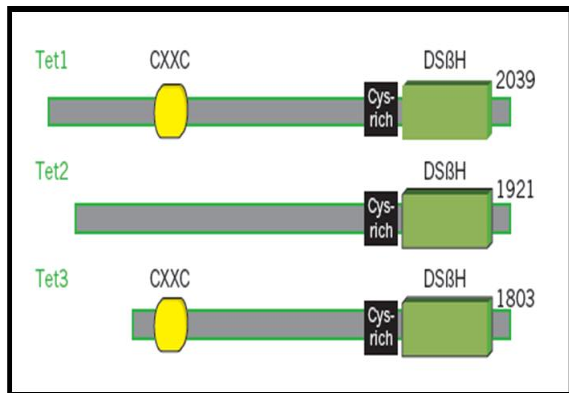 Tet1 CXXC DSßH
2039
Cys-
rich
Tet2 DSßH
1921
Cys-
rich
Tet3 CXXC DSßH
1803
Cys-
rich